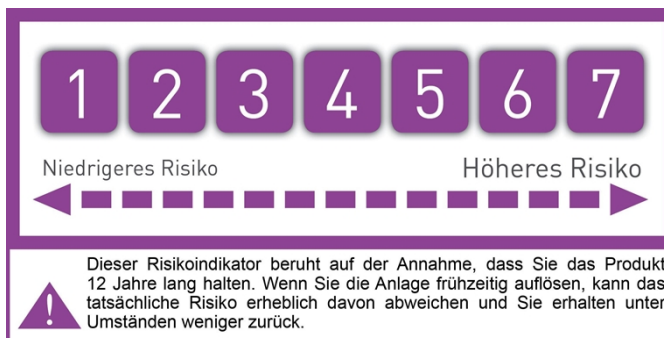 1 2 3 4 5 6 7
Niedrigeres Risiko Höheres Risiko
Dieser Risikoindikator beruht auf der Annahme, dass Sie das Produkt
12 Jahre lang halten. Wenn Sie die Anlage frühzeitig auflösen, kann das
tatsächliche Risiko erheblich davon abweichen und Sie erhalten unter
Umständen weniger zurück.
!